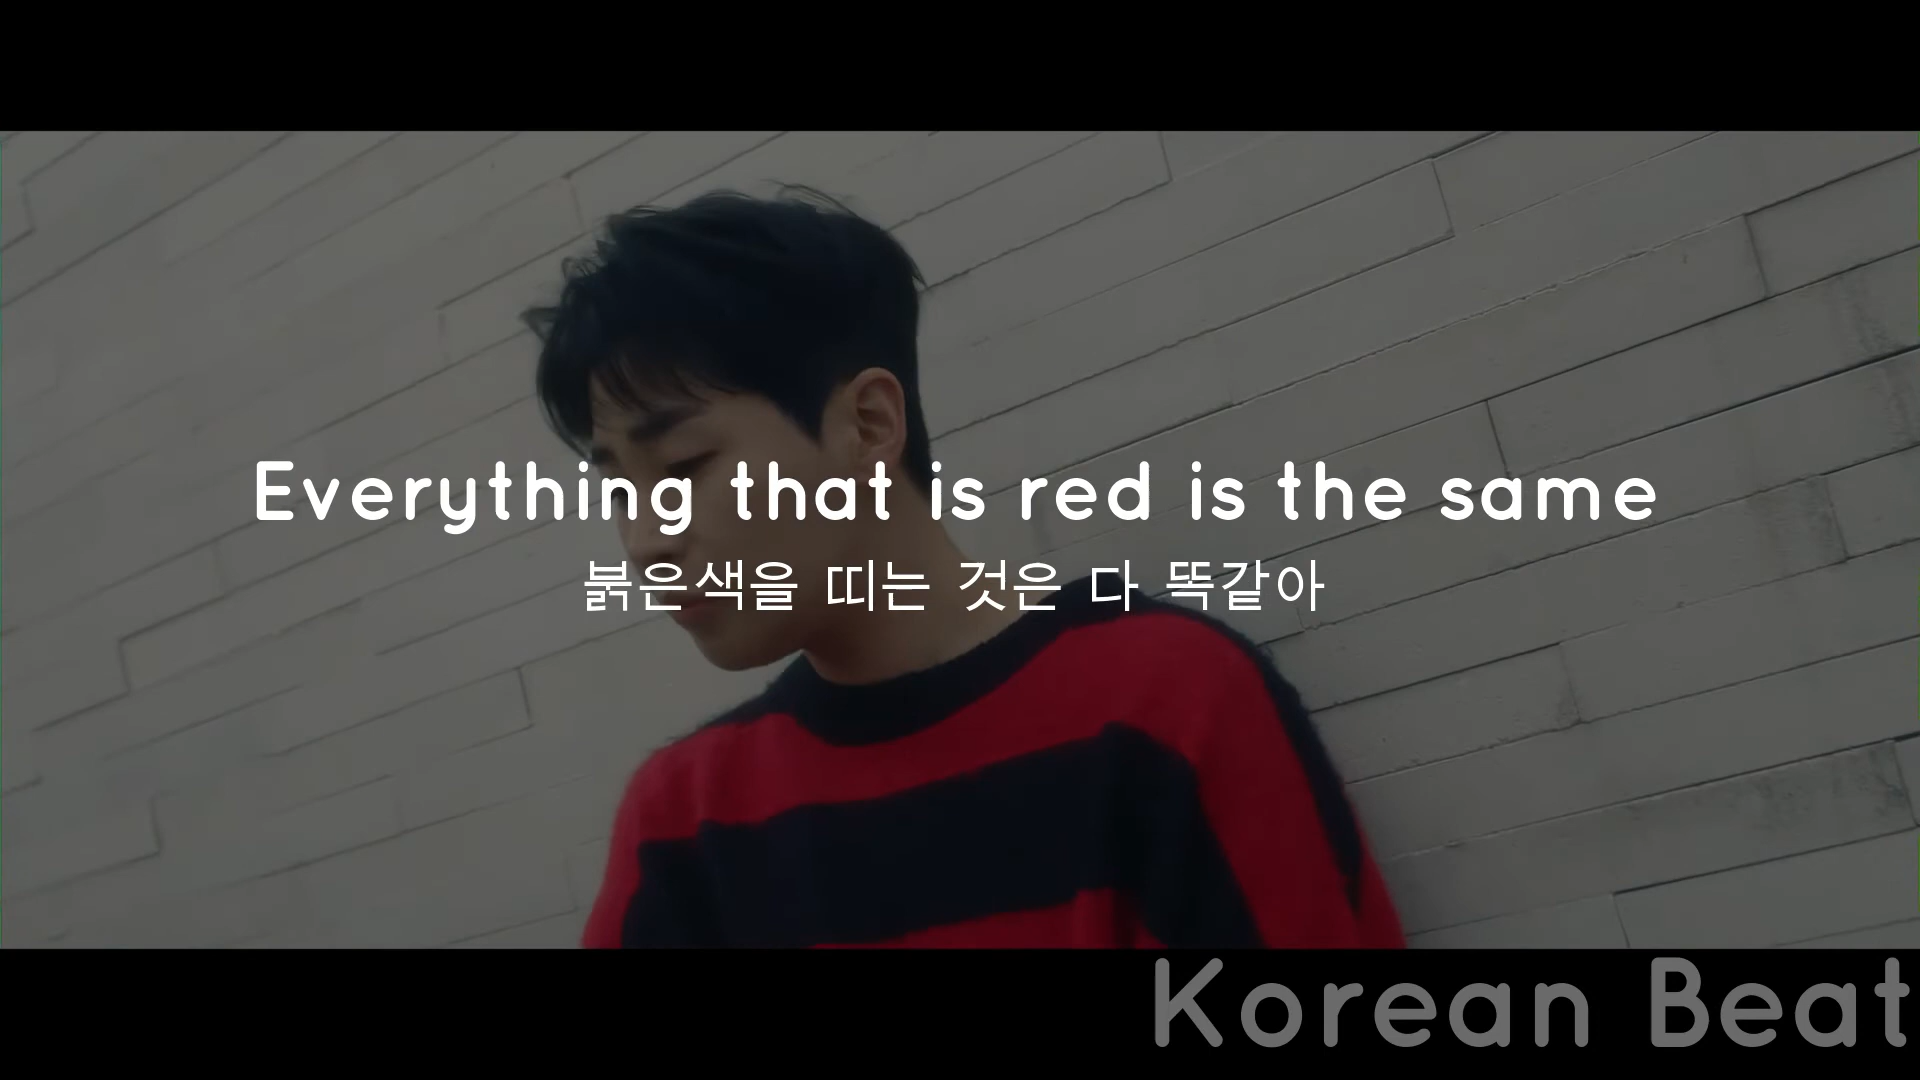 Everything that is red is the same
붉은색을 띠는 것은 다 똑같아
Korean Beat